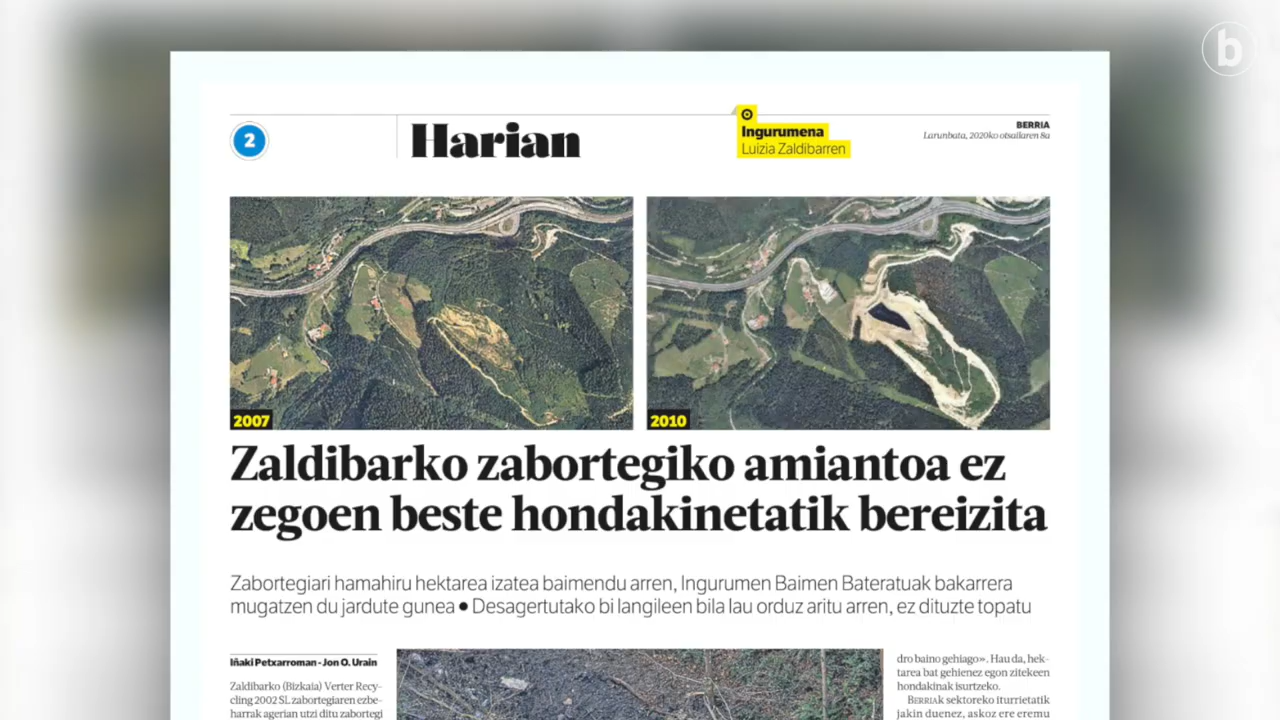 b
2
Harian
Ingurumena
Luizia Zaldibarren
BERRIA
Larunbata, 2020ko otsailaren 8a
2007
2010
Zaldibarko zabortegiko amiantoa ez
zegoen beste hondakinetatik bereizita
Zabortegiari hamahiru hektarea izatea baimendu arren, Ingurumen Baimen Bateratuak bakarrera
mugatzen du jardute gunea ● Desagertutako bi langileen bila lau orduz aritu arren, ez dituzte topatu
Iñaki Petxarroman - Jon O. Urain
Zaldibarko (Bizkaia) Verter Recy-
cling 2002 SL zabortegiaren ezbe-
harrak agerian utzi ditu zabortegi
dro baino gehiago». Hau da, hek-
tarea bat gehienez egon zitekeen
hondakinak isurtzeko.
BERRIAk sektoreko iturrietatik
jakin duenez, askoz ere eremu